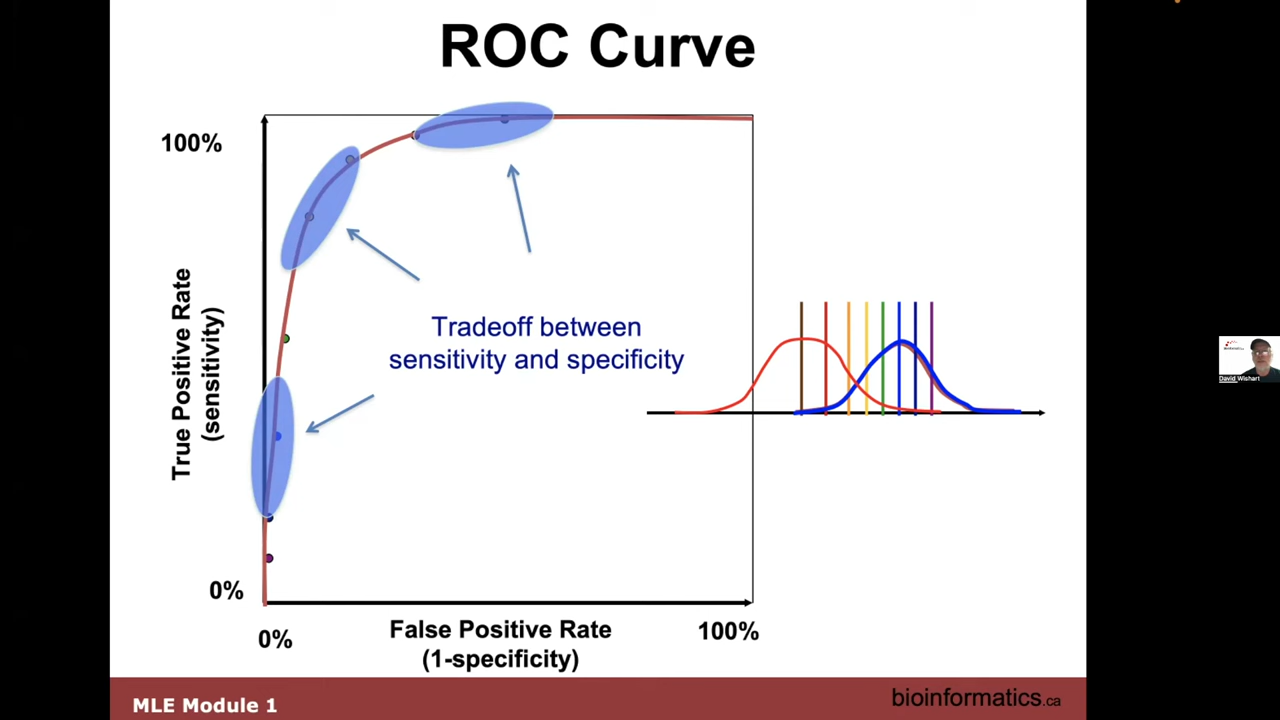 ROC Curve
100%
True Positive Rate
(sensitivity)
Tradeoff between
sensitivity and specificity
0%
0%
False Positive Rate
(1-specificity)
100%
David Wishart
MLE Module 1
bioinformatics.ca